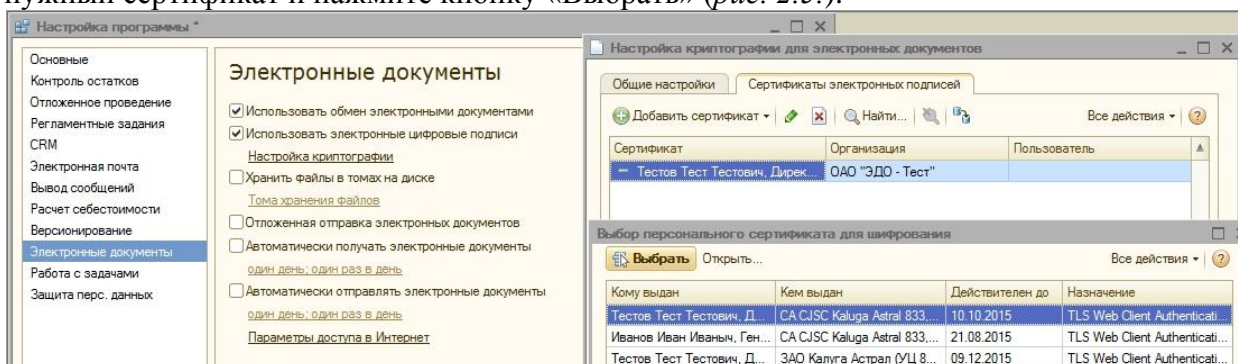 нужный сертификат и нажмите кнопку «Выбрать» (рис. 2.3.).
Настройка программы *
Основные
Контроль остатков
Отложенное проведение
Регламентные задания
CRM
Электронная почта
Вывод сообщений
Расчет себестоимости
Версионирование
Электронные документы
Работа с задачами
Защита перс. данных
Электронные документы
Использовать обмен электронными документами
Использовать электронные цифровые подписи
Настройка криптографии
Хранить файлы в томах на диске
Тома хранения файлов
Отложенная отправка электронных документов
Автоматически получать электронные документы
один день; один раз в день
Автоматически отправлять электронные документы
один день; один раз в день
Параметры доступа в Интернет
Настройка криптографии для электронных документов
Общие настройки Сертификаты электронных подписей
Добавить сертификат Найти... Все действия
Сертификат Организация Пользователь
Тестов Тест Тестович, Дирек... ОАО "ЭДО - Тест"
Выбор персонального сертификата для шифрования
Выбрать Открыть... Все действия
Кому выдан Кем выдан Действителен до Назначение
Тестов Тест Тестович, Д... CA CJSC Kaluga Astral 833,... 10.10.2015 TLS Web Client Authenticati...
Иванов Иван Иваныч, Ген... CA CJSC Kaluga Astral 833,... 21.08.2015 TLS Web Client Authenticati...
Тестов Тест Тестович, Д... ЗАО Калуга Астрал (УЦ 8... 09.12.2015 TLS Web Client Authenticati...